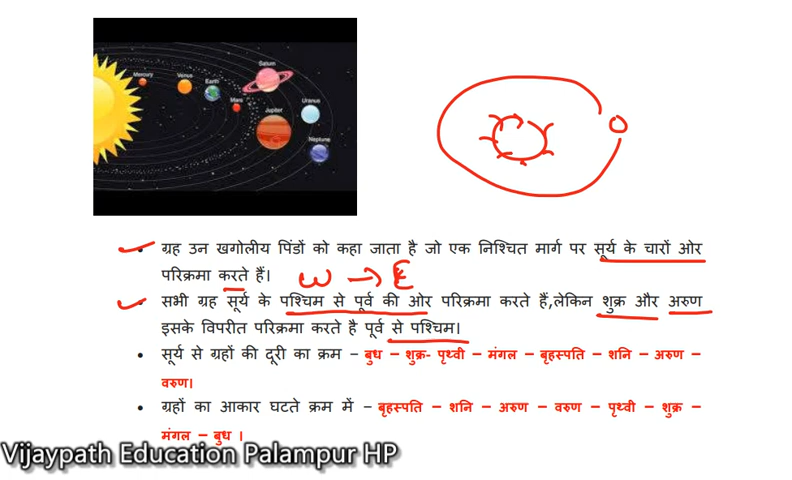 Mercury
Venus
Earth
Mars
Saturn
Jupiter
Uranus
Neptune
ग्रह उन खगोलीय पिंडों को कहा जाता है जो एक निश्चित मार्ग पर सूर्य के चारों ओर
परिक्रमा करते हैं।
W → E
सभी ग्रह सूर्य के पश्चिम से पूर्व की ओर परिक्रमा करते हैं,लेकिन शुक्र और अरुण
इसके विपरीत परिक्रमा करते है पूर्व से पश्चिम।
सूर्य से ग्रहों की दूरी का क्रम – बुध – शुक्र- पृथ्वी – मंगल – बृहस्पति – शनि – अरुण –
वरुण।
ग्रहों का आकार घटते क्रम में – बृहस्पति – शनि – अरुण – वरुण – पृथ्वी – शुक्र –
मंगल – बुध ।
Vijaypath Education Palampur HP